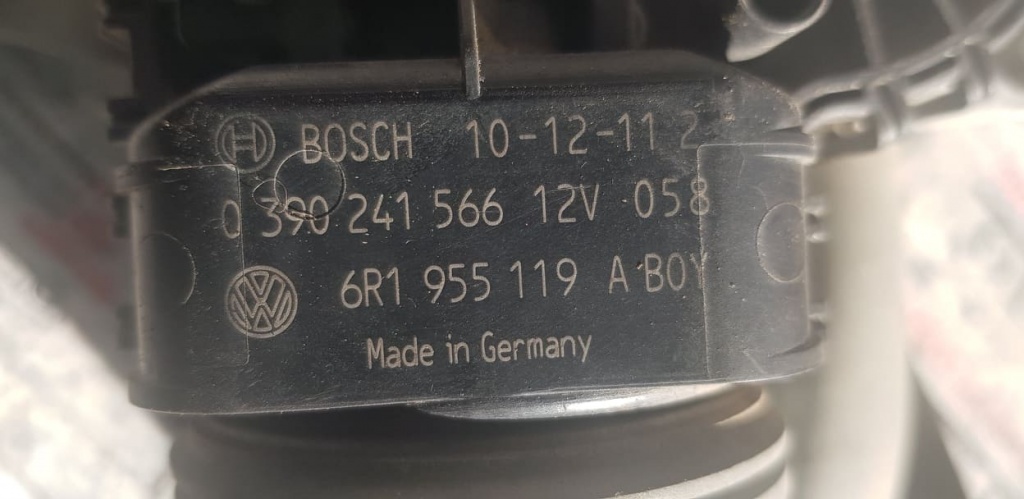 BOSCH 10-12-11 2
0 390 241 566 12V 058
6R1 955 119 A BOY
Made in Germany